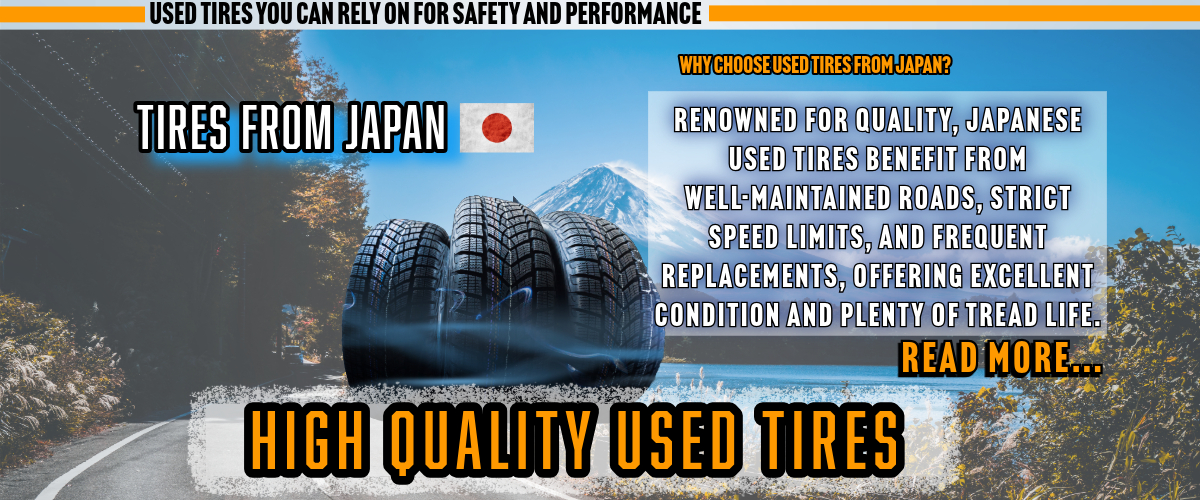 USED TIRES YOU CAN RELY ON FOR SAFETY AND PERFORMANCE
WHY CHOOSE USED TIRES FROM JAPAN?
TIRES FROM JAPAN
RENOWNED FOR QUALITY, JAPANESE
USED TIRES BENEFIT FROM
WELL-MAINTAINED ROADS, STRICT
SPEED LIMITS, AND FREQUENT
REPLACEMENTS, OFFERING EXCELLENT
CONDITION AND PLENTY OF TREAD LIFE.
READ MORE...
HIGH QUALITY USED TIRES